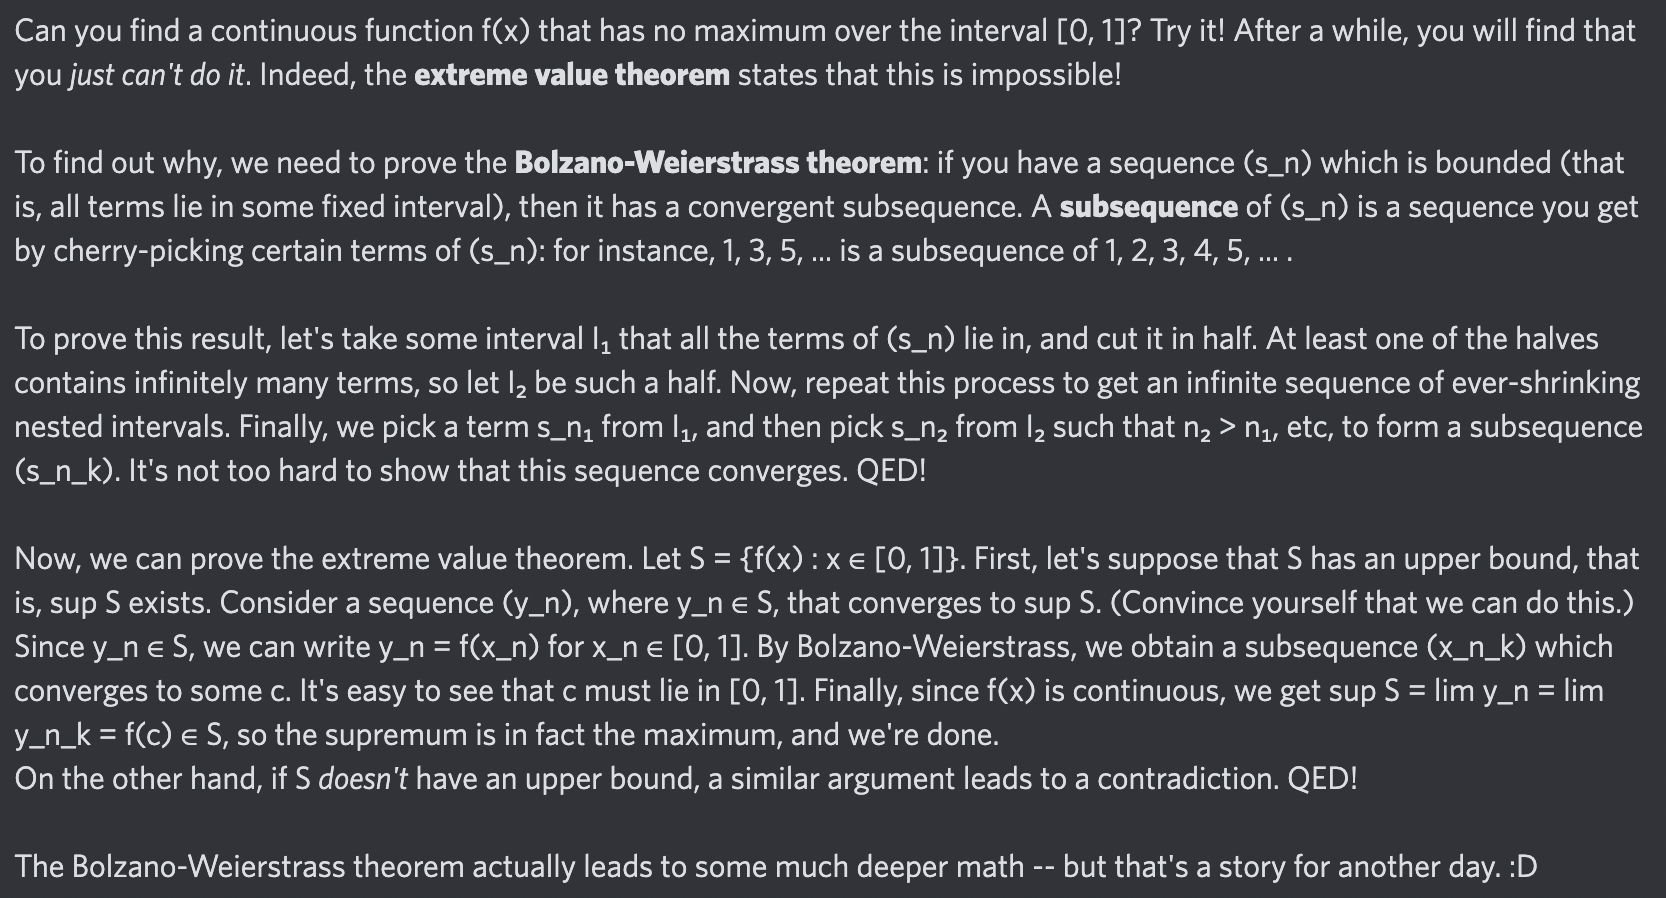 Can you find a continuous function f(x) that has no maximum over the interval [0, 1]? Try it! After a while, you will find that
you just can't do it. Indeed, the extreme value theorem states that this is impossible!
To find out why, we need to prove the Bolzano-Weierstrass theorem: if you have a sequence (s_n) which is bounded (that
is, all terms lie in some fixed interval), then it has a convergent subsequence. A subsequence of (s_n) is a sequence you get
by cherry-picking certain terms of (s_n): for instance, 1, 3, 5, ... is a subsequence of 1, 2, 3, 4, 5, ... .
To prove this result, let's take some interval I₁ that all the terms of (s_n) lie in, and cut it in half. At least one of the halves
contains infinitely many terms, so let I₂ be such a half. Now, repeat this process to get an infinite sequence of ever-shrinking
nested intervals. Finally, we pick a term s_n₁ from I₁, and then pick s_n₂ from I₂ such that n₂ > n₁, etc, to form a subsequence
(s_n_k). It's not too hard to show that this sequence converges. QED!
Now, we can prove the extreme value theorem. Let S = {f(x) : x ∈ [0, 1]}. First, let's suppose that S has an upper bound, that
is, sup S exists. Consider a sequence (y_n), where y_n ∈ S, that converges to sup S. (Convince yourself that we can do this.)
Since y_n ∈ S, we can write y_n = f(x_n) for x_n ∈ [0, 1]. By Bolzano-Weierstrass, we obtain a subsequence (x_n_k) which
converges to some c. It's easy to see that c must lie in [0, 1]. Finally, since f(x) is continuous, we get sup S = lim y_n = lim
y_n_k = f(c) ∈ S, so the supremum is in fact the maximum, and we're done.
On the other hand, if S doesn't have an upper bound, a similar argument leads to a contradiction. QED!
The Bolzano-Weierstrass theorem actually leads to some much deeper math -- but that's a story for another day. :D